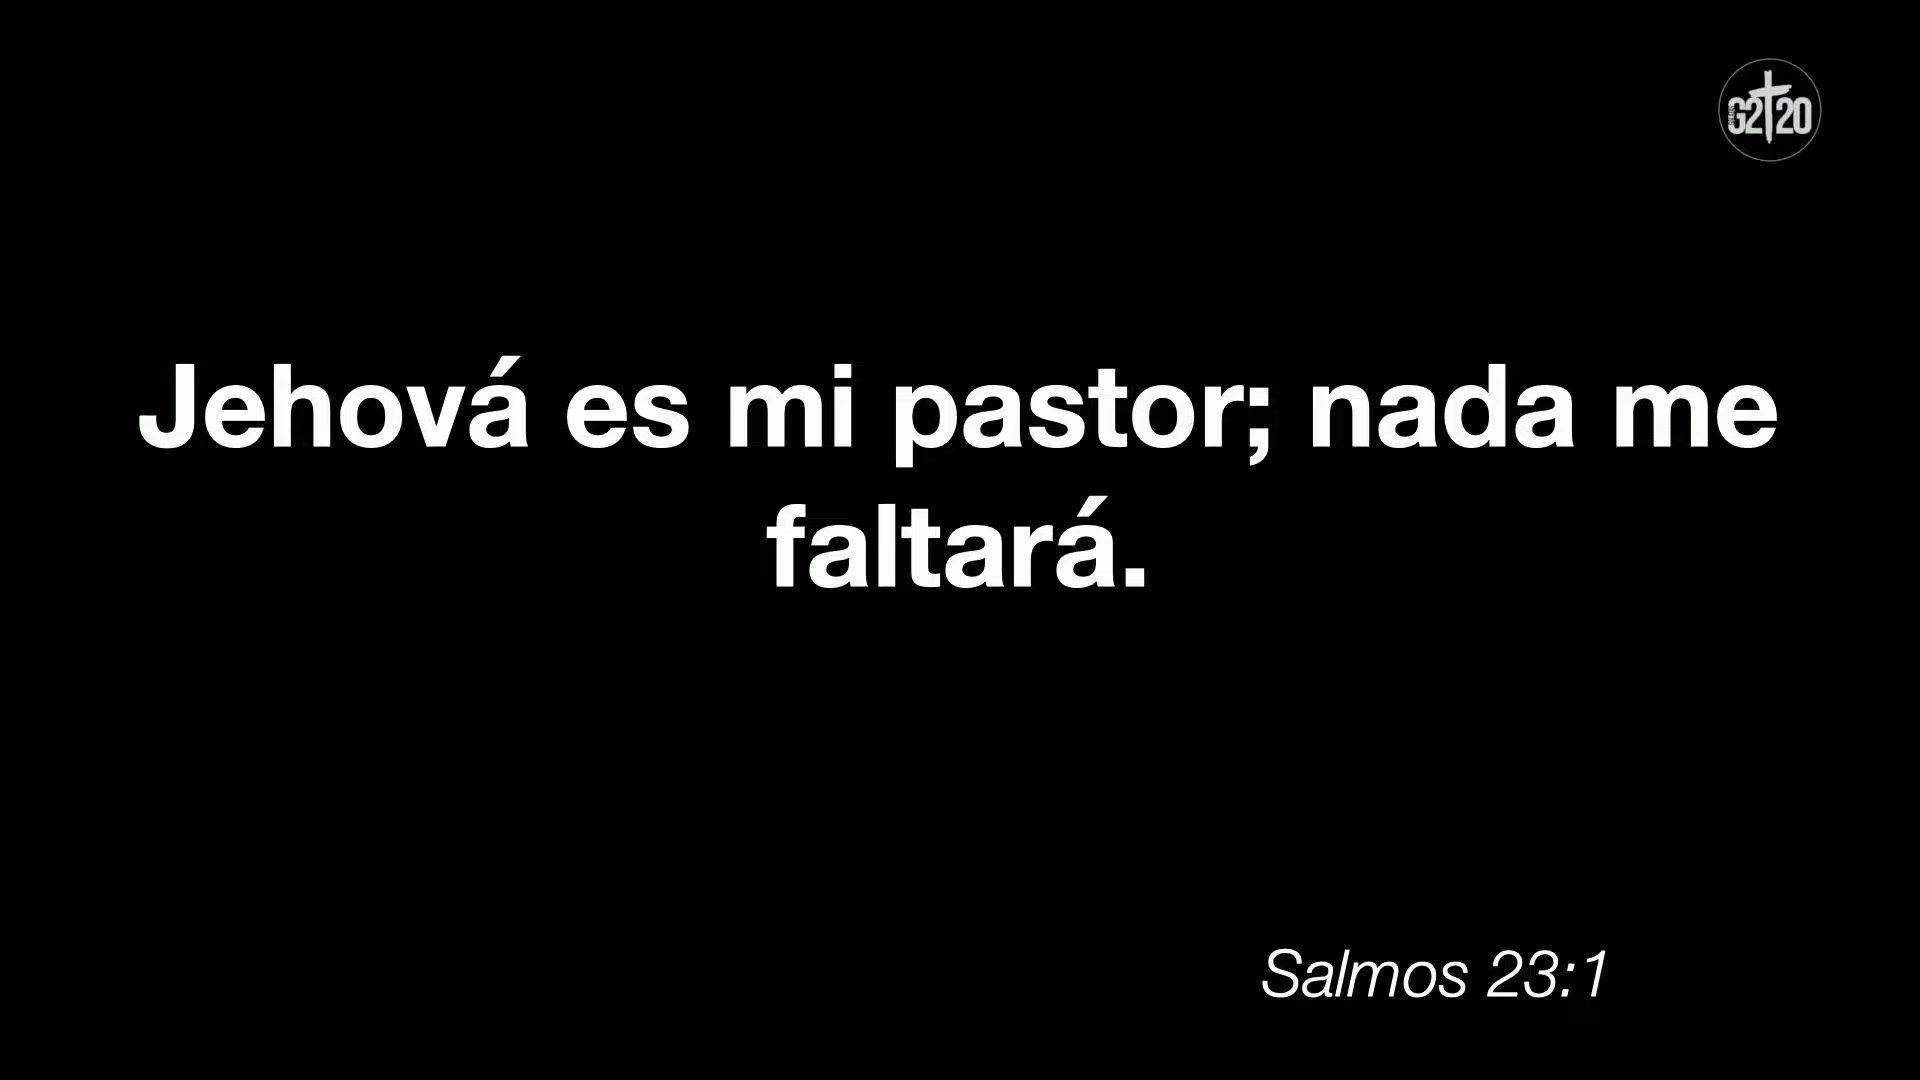 G2†20
Jehová es mi pastor; nada me
faltará.
Salmos 23:1